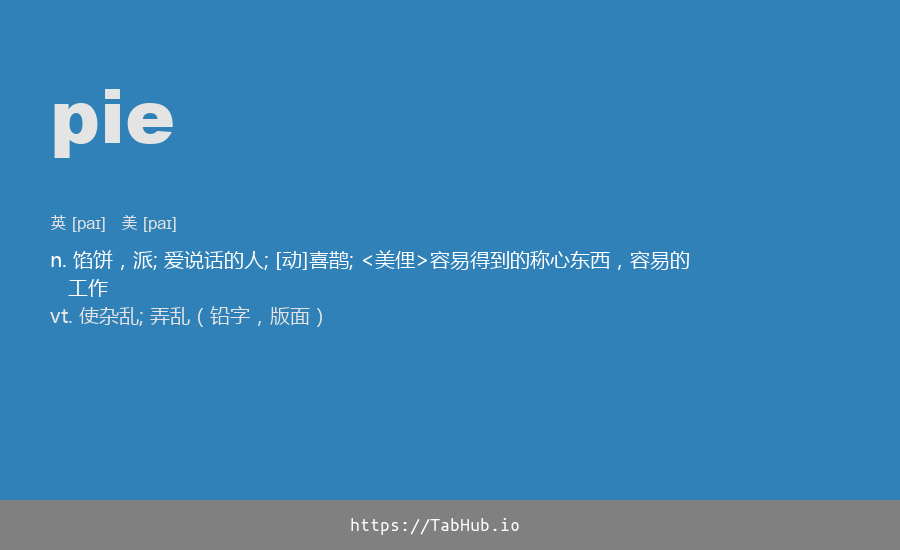 pie
英 [paɪ] 美 [paɪ]
n. 馅饼，派; 爱说话的人; [动]喜鹊; <美俚>容易得到的称心东西，容易的
工作
vt. 使杂乱; 弄乱（铅字，版面）
https://TabHub.io